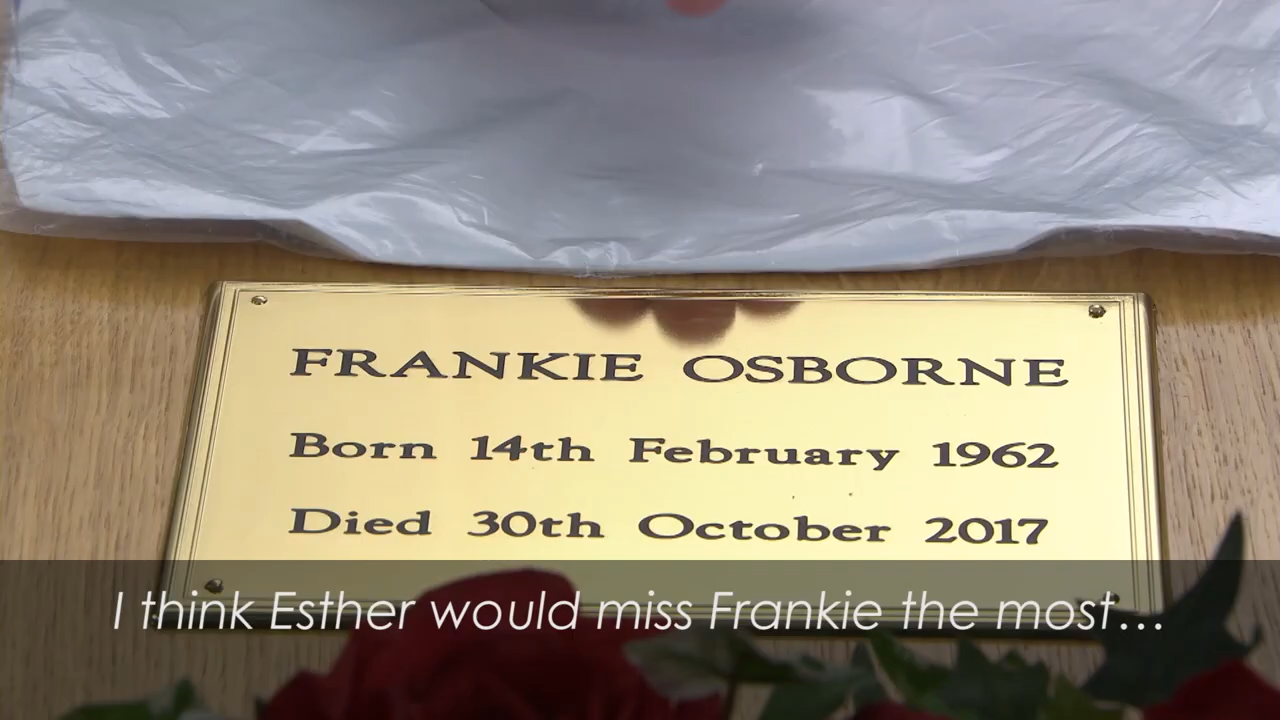 FRANKIE OSBORNE
Born 14th February 1962
Died 30th October 2017
I think Esther would miss Frankie the most...